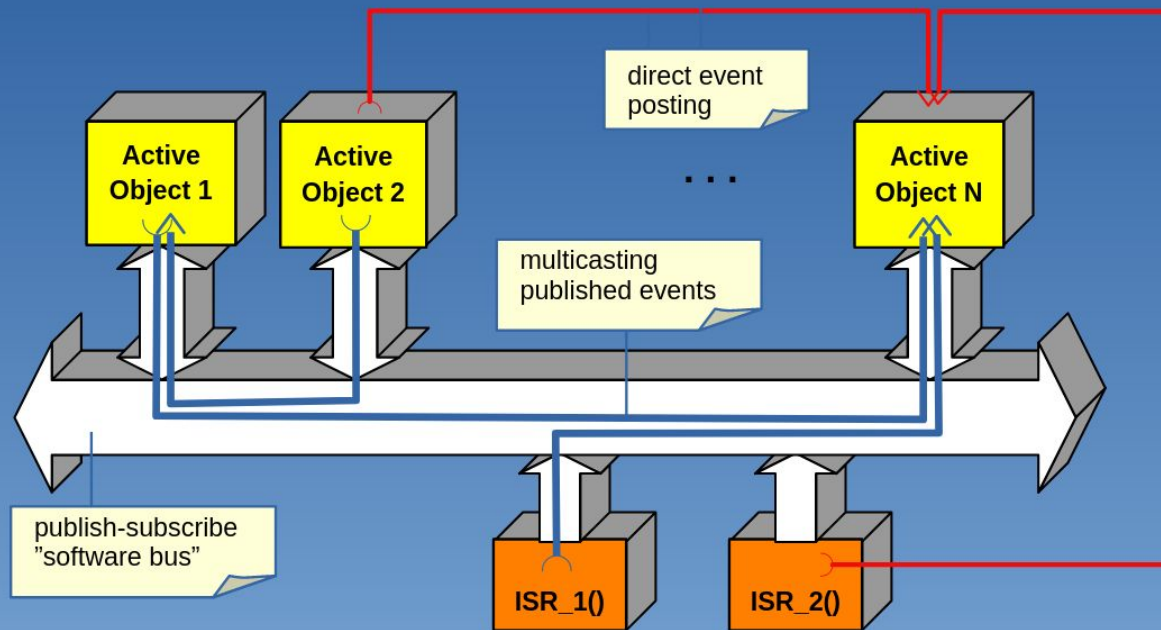 direct event
posting
Active
Object 1
Active
Object 2
. . .
Active
Object N
multicasting
published events
publish-subscribe
”software bus”
ISR_1()
ISR_2()